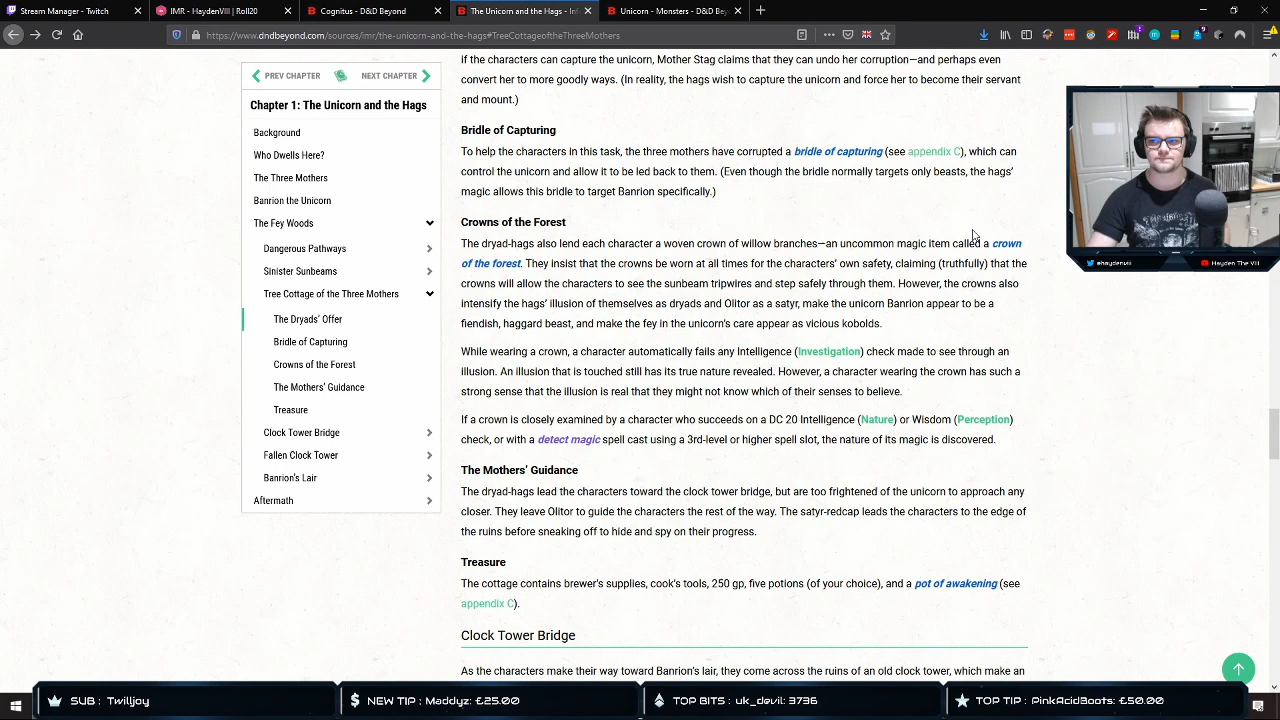 Stream Manager - Twitch
IMR - HaydenVIII | Roll20
Cognitus - D&D Beyond
The Unicorn and the Hags - Inf
Unicorn - Monsters - D&D Bey
https://www.dndbeyond.com/sources/imr/the-unicorn-and-the-hags#TreeCottageoftheThreeMothers
PREV CHAPTER
NEXT CHAPTER
Chapter 1: The Unicorn and the Hags
Background
Who Dwells Here?
The Three Mothers
Banrion the Unicorn
The Fey Woods
Dangerous Pathways
Sinister Sunbeams
Tree Cottage of the Three Mothers
The Dryads' Offer
Bridle of Capturing
Crowns of the Forest
The Mothers' Guidance
Treasure
Clock Tower Bridge
Fallen Clock Tower
Banrion's Lair
Aftermath
if the characters can capture the unicorn, Mother Stag claims that they can undo her corruption—and perhaps even
convert her to more goodly ways. (In reality, the hags wish to capture the unicorn and force her to become their servant
and mount.)
Bridle of Capturing
To help the characters in this task, the three mothers have corrupted a bridle of capturing (see appendix C), which can
control the unicorn and allow it to be led back to them. (Even though the bridle normally targets only beasts, the hags'
magic allows this bridle to target Banrion specifically.)
Crowns of the Forest
The dryad-hags also lend each character a woven crown of willow branches—an uncommon magic item called a crown
of the forest. They insist that the crowns be worn at all times for the characters' own safety, claiming (truthfully) that the
crowns will allow the characters to see the sunbeam tripwires and step safely through them. However, the crowns also
intensify the hags' illusion of themselves as dryads and Olitor as a satyr, make the unicorn Banrion appear to be a
fiendish, haggard beast, and make the fey in the unicorn's care appear as vicious kobolds.
While wearing a crown, a character automatically fails any Intelligence (Investigation) check made to see through an
illusion. An illusion that is touched still has its true nature revealed. However, a character wearing the crown has such a
strong sense that the illusion is real that they might not know which of their senses to believe.
If a crown is closely examined by a character who succeeds on a DC 20 Intelligence (Nature) or Wisdom (Perception)
check, or with a detect magic spell cast using a 3rd-level or higher spell slot, the nature of its magic is discovered.
The Mothers' Guidance
The dryad-hags lead the characters toward the clock tower bridge, but are too frightened of the unicorn to approach any
closer. They leave Olitor to guide the characters the rest of the way. The satyr-redcap leads the characters to the edge of
the ruins before sneaking off to hide and spy on their progress.
Treasure
The cottage contains brewer's supplies, cook's tools, 250 gp, five potions (of your choice), and a pot of awakening (see
appendix C).
Clock Tower Bridge
As the characters make their way toward Banrion's lair, they come across the ruins of an old clock tower, which make an
@haydenviii
Hayden The VIII
SUB : Twilljoy
NEW TIP : Maddyz: £25.00
TOP BITS : uk_devil: 3736
TOP TIP : PinkAcidBoots: £50.00